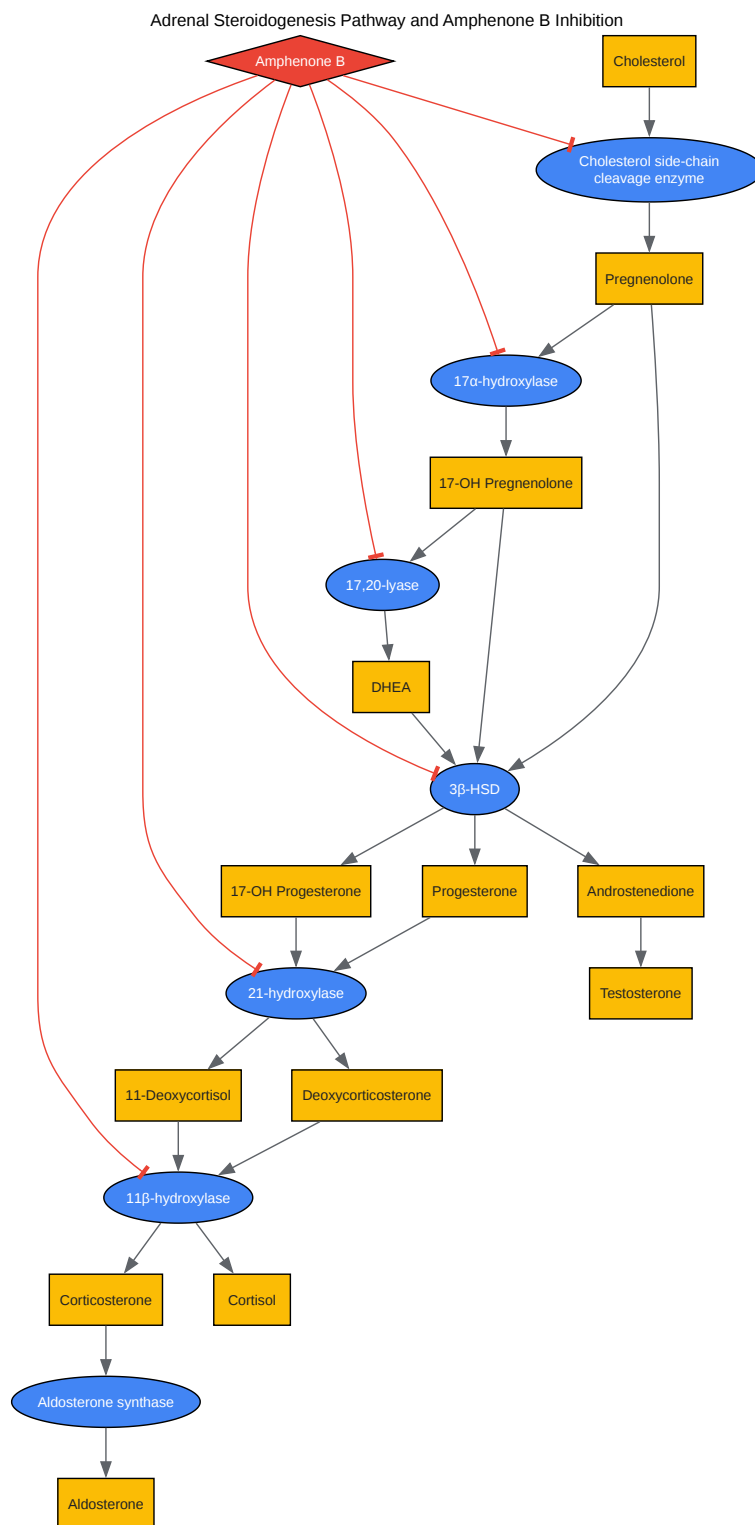 Adrenal Steroidogenesis Pathway and Amphenone B Inhibition
Amphenone B
Cholesterol
Cholesterol side-chain
cleavage enzyme
Pregnenolone
17α-hydroxylase
17-OH Pregnenolone
17,20-lyase
DHEA
3β-HSD
17-OH Progesterone
Progesterone
Androstenedione
21-hydroxylase
Testosterone
11-Deoxycortisol
Deoxycorticosterone
11β-hydroxylase
Corticosterone
Cortisol
Aldosterone synthase
Aldosterone